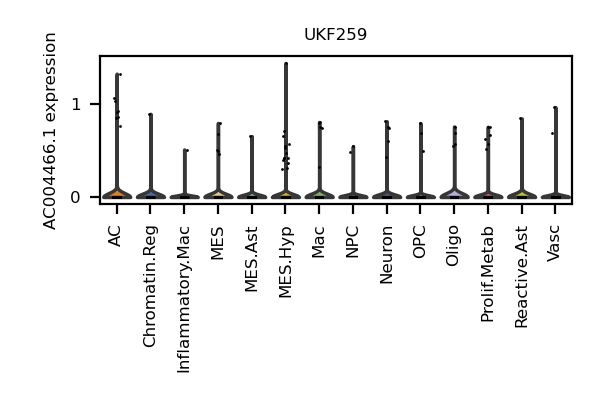 UKF259
AC004466.1 expression
1
0
AC
Chromatin.Reg
Inflammatory.Mac
MES
MES.Ast
MES.Hyp
Mac
NPC
Neuron
OPC
Oligo
Prolif.Metab
Reactive.Ast
Vasc